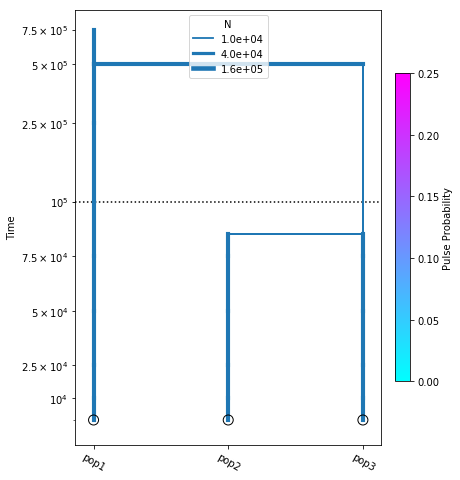 N
1.0e+04
4.0e+04
1.6e+05
7.5 × 10⁵
5 × 10⁵
2.5 × 10⁵
10⁵
7.5 × 10⁴
5 × 10⁴
2.5 × 10⁴
10⁴
Time
pop1
pop2
pop3
0.25
0.20
0.15
0.10
0.05
0.00
Pulse Probability